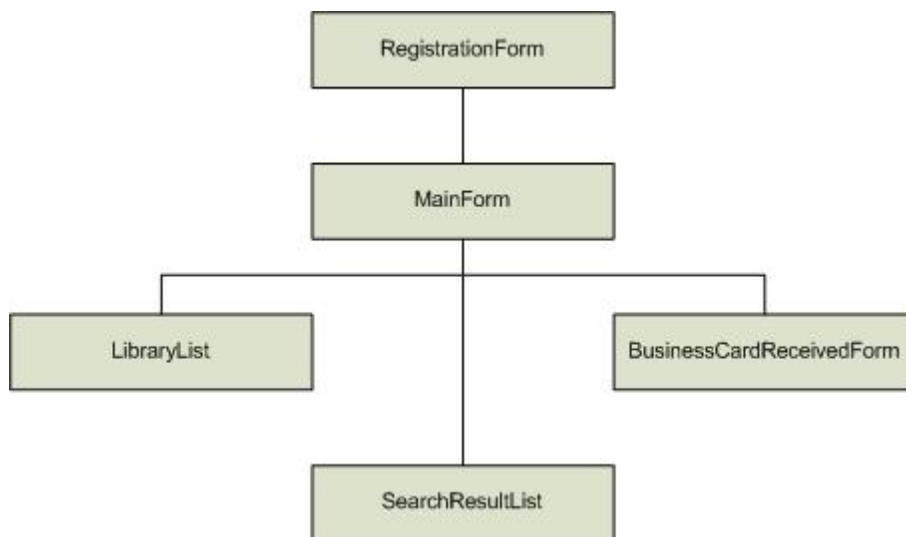 RegistrationForm
MainForm
LibraryList
BusinessCardReceivedForm
SearchResultList